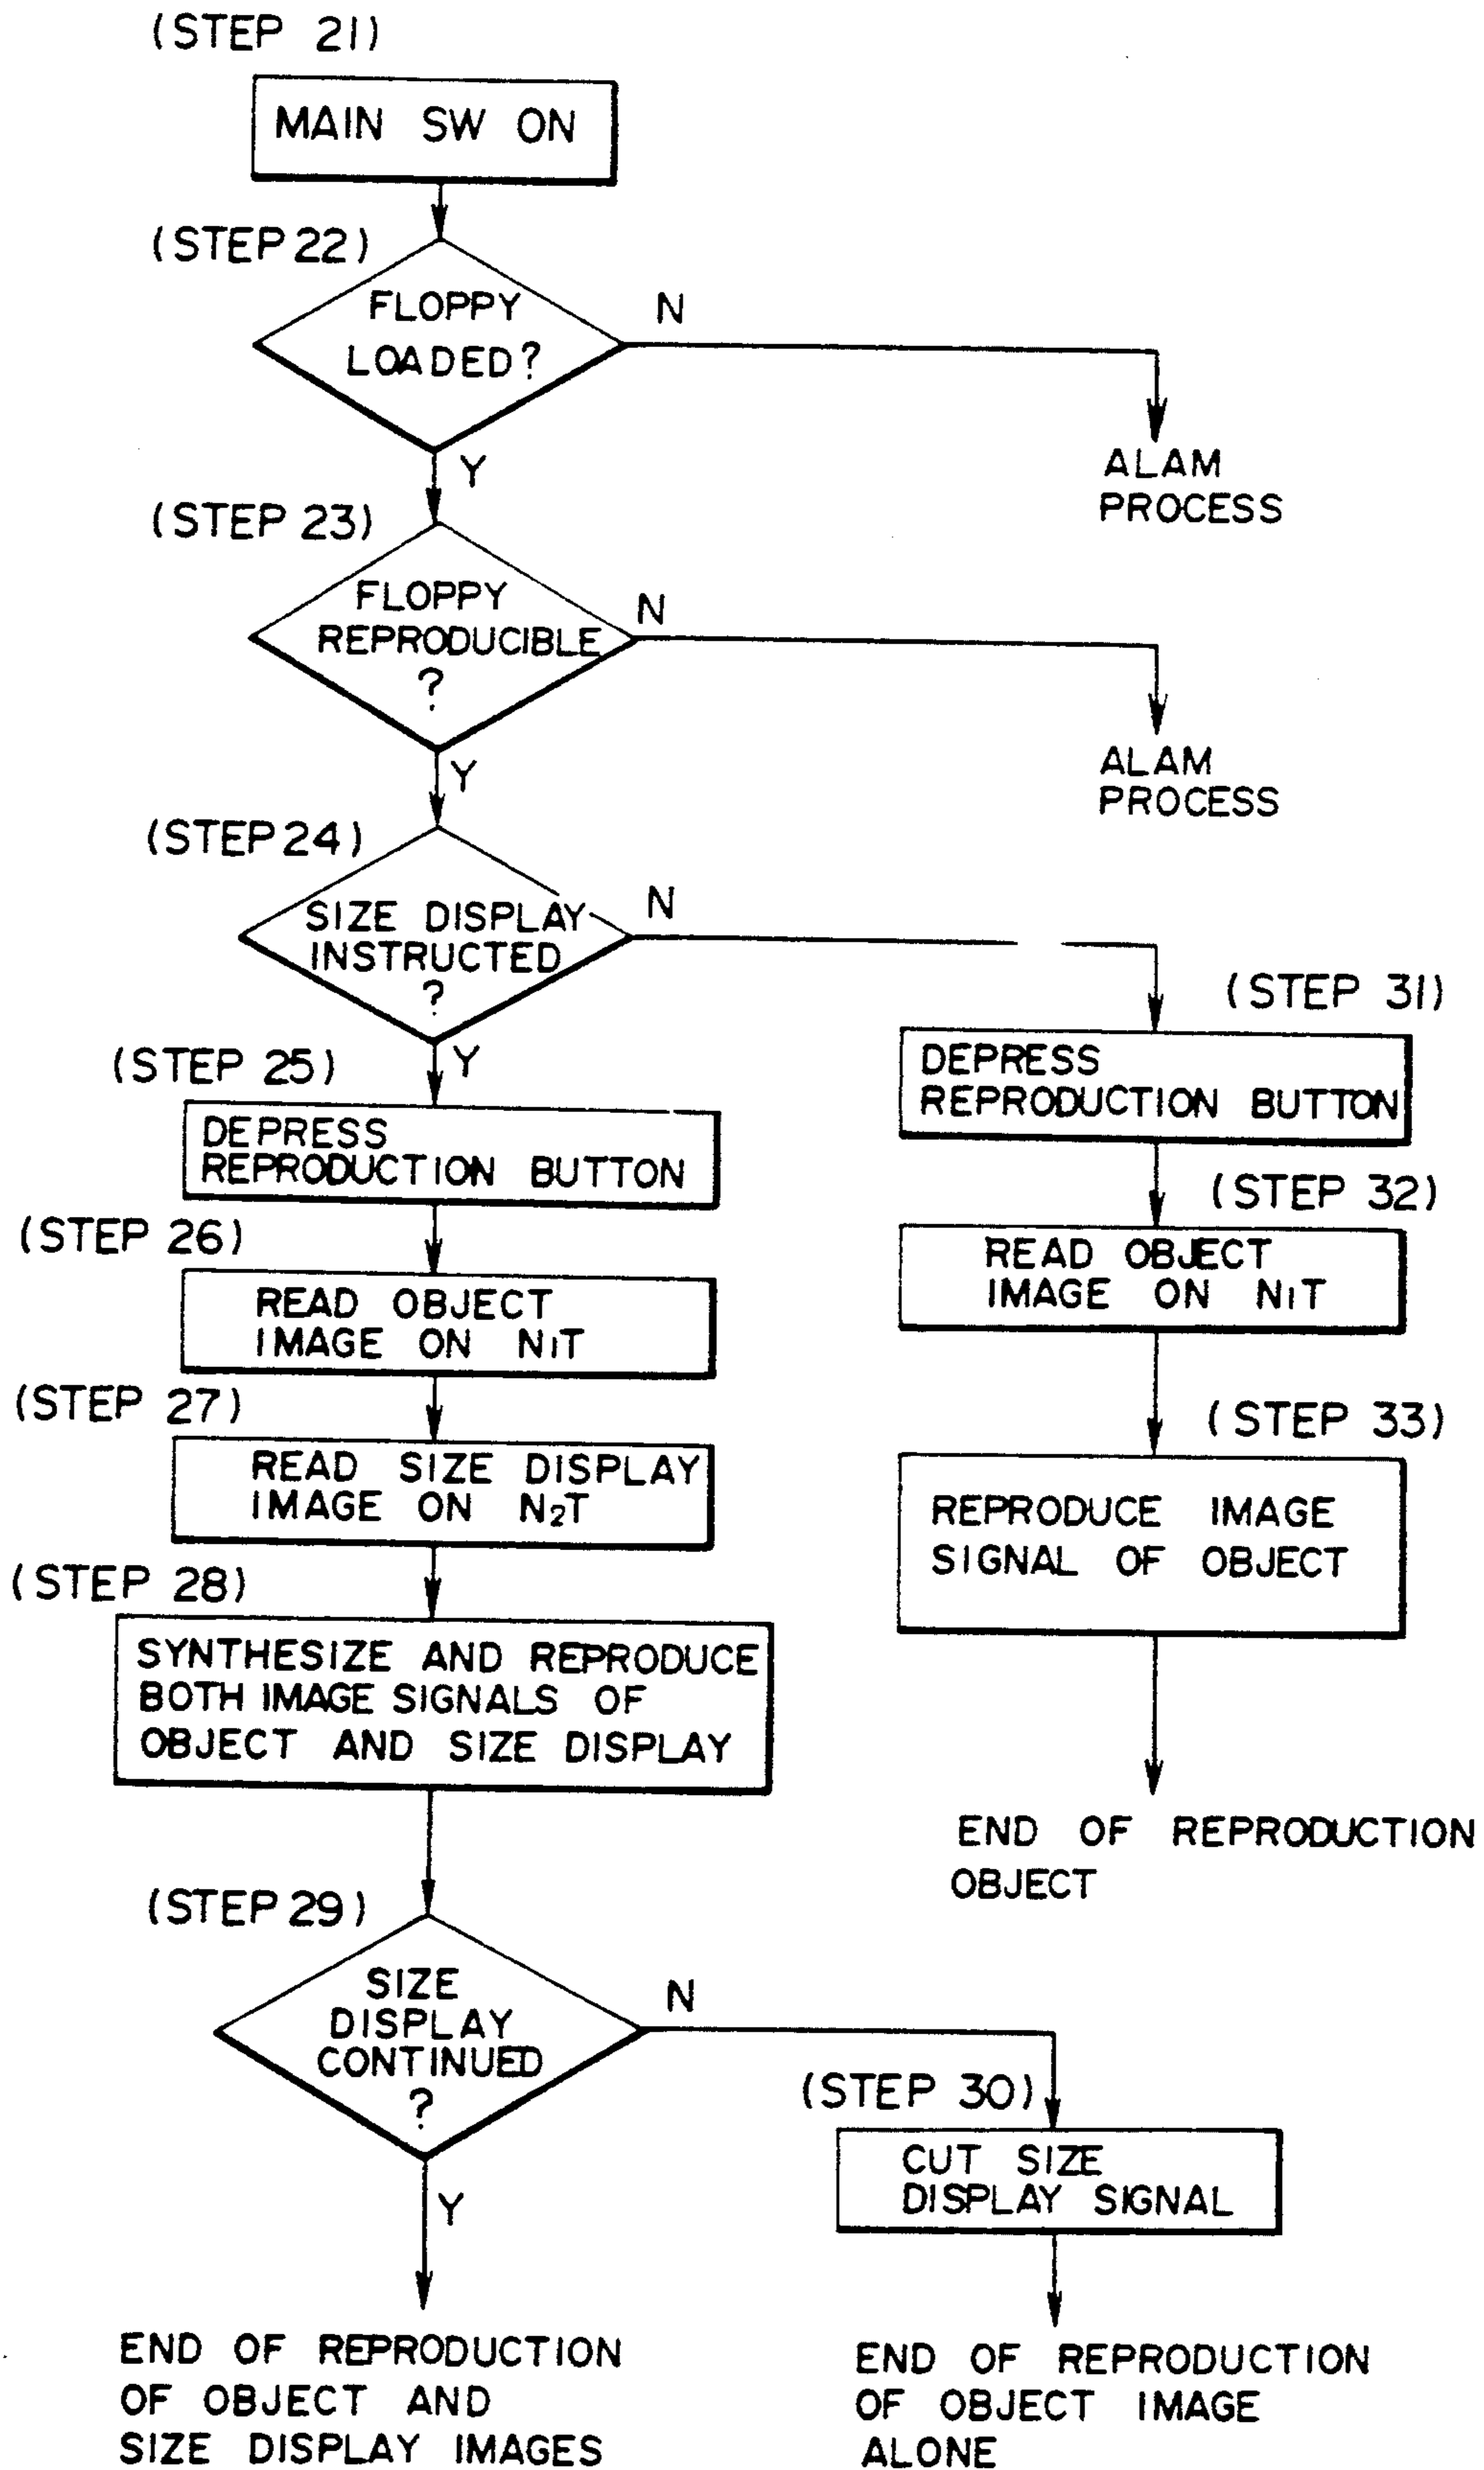 (STEP 21)
MAIN SW ON
(STEP 22)
FLOPPY
LOADED?
N
Y
ALAM
PROCESS
(STEP 23)
FLOPPY
REPRODUCIBLE
?
N
Y
ALAM
PROCESS
(STEP 24)
SIZE DISPLAY
INSTRUCTED
?
N
Y
(STEP 25)
DEPRESS
REPRODUCTION BUTTON
(STEP 26)
READ OBJECT
IMAGE ON N1T
(STEP 27)
READ SIZE DISPLAY
IMAGE ON N2T
(STEP 28)
SYNTHESIZE AND REPRODUCE
BOTH IMAGE SIGNALS OF
OBJECT AND SIZE DISPLAY
(STEP 31)
DEPRESS
REPRODUCTION BUTTON
(STEP 32)
READ OBJECT
IMAGE ON N1T
(STEP 33)
REPRODUCE IMAGE
SIGNAL OF OBJECT
END OF REPRODUCTION
OBJECT
(STEP 29)
SIZE
DISPLAY
CONTINUED
?
N
Y
(STEP 30)
CUT SIZE
DISPLAY SIGNAL
END OF REPRODUCTION
OF OBJECT AND
SIZE DISPLAY IMAGES
END OF REPRODUCTION
OF OBJECT IMAGE
ALONE